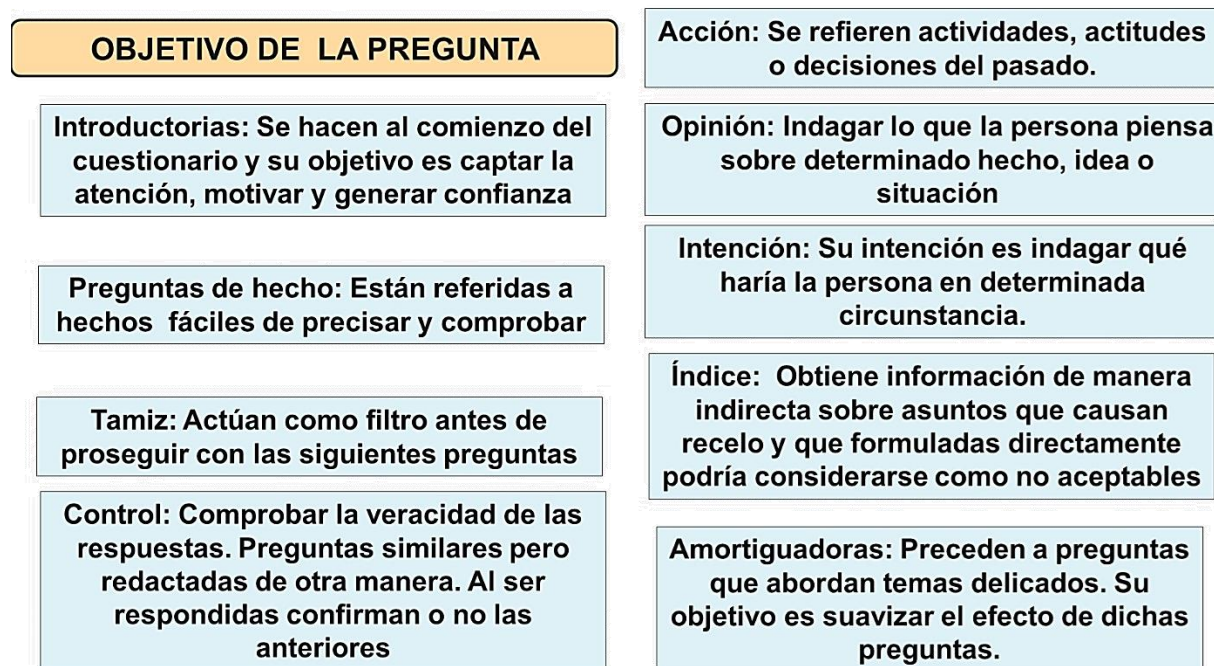 OBJETIVO DE LA PREGUNTA
Introductorias: Se hacen al comienzo del
cuestionario y su objetivo es captar la
atención, motivar y generar confianza
Preguntas de hecho: Están referidas a
hechos fáciles de precisar y comprobar
Tamiz: Actúan como filtro antes de
proseguir con las siguientes preguntas
Control: Comprobar la veracidad de las
respuestas. Preguntas similares pero
redactadas de otra manera. Al ser
respondidas confirman o no las
anteriores
Acción: Se refieren actividades, actitudes
o decisiones del pasado.
Opinión: Indagar lo que la persona piensa
sobre determinado hecho, idea o
situación
Intención: Su intención es indagar qué
haría la persona en determinada
circunstancia.
Índice: Obtiene información de manera
indirecta sobre asuntos que causan
recelo y que formuladas directamente
podría considerarse como no aceptables
Amortiguadoras: Preceden a preguntas
que abordan temas delicados. Su
objetivo es suavizar el efecto de dichas
preguntas.